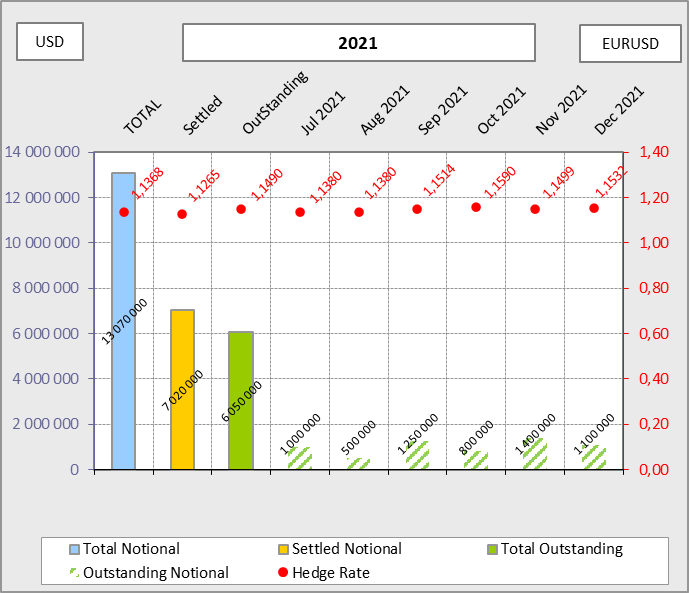 USD
2021
EURUSD
TOTAL
Settled
OutStanding
Jul 2021
Aug 2021
Sep 2021
Oct 2021
Nov 2021
Dec 2021
14 000 000
12 000 000
10 000 000
8 000 000
6 000 000
4 000 000
2 000 000
0
1,1368
1,1265
1,1490
1,1380
1,1380
1,1514
1,1590
1,1499
1,1532
13 070 000
7 020 000
6 050 000
1 000 000
500 000
1 250 000
800 000
1 400 000
1 100 000
1,40
1,20
1,00
0,80
0,60
0,40
0,20
0,00
Total Notional
Settled Notional
Total Outstanding
Outstanding Notional
Hedge Rate